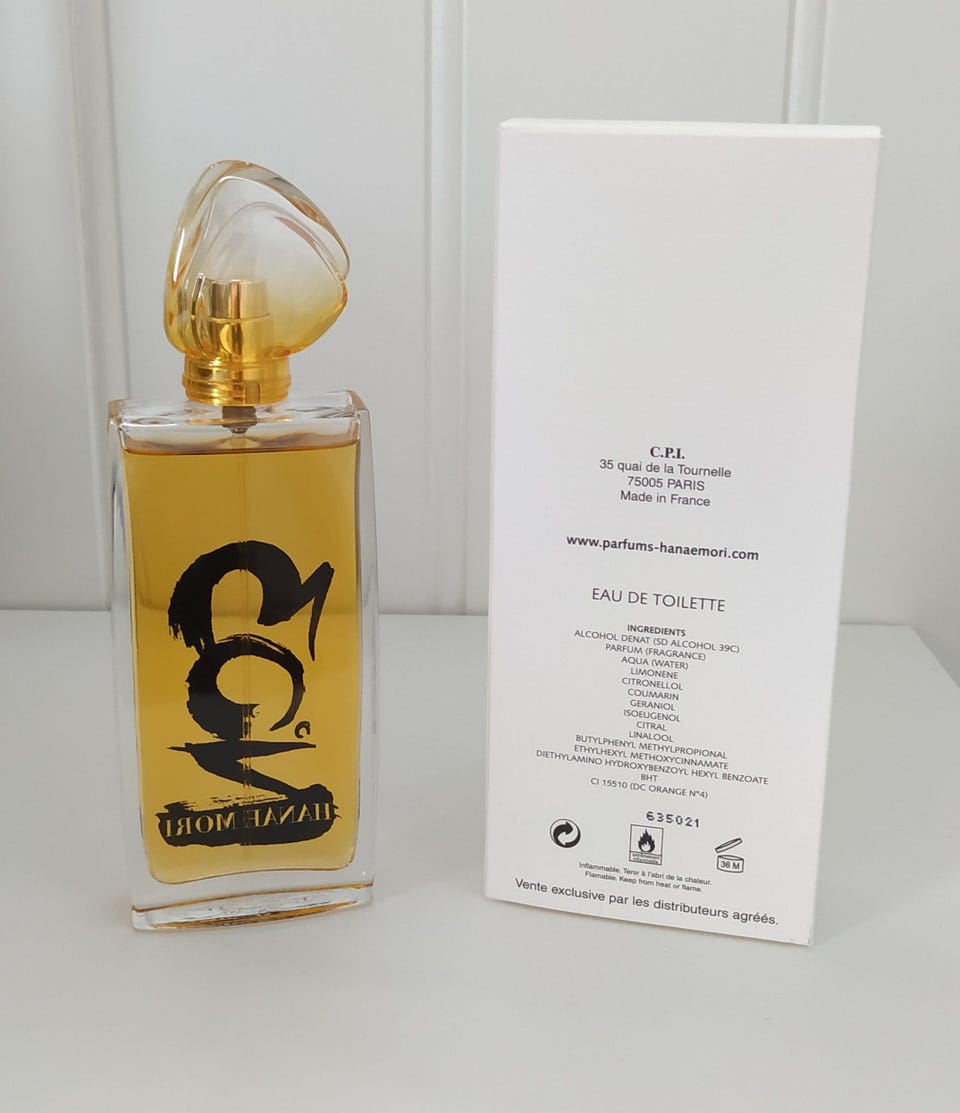 HANAE MORI
C.P.I.
35 quai de la Tournelle
75005 PARIS
Made in France
www.parfums-hanaemori.com
EAU DE TOILETTE
INGREDIENTS
ALCOHOL DENAT (SD ALCOHOL 39C)
PARFUM (FRAGRANCE)
AQUA (WATER)
LIMONENE
CITRONELLOL
COUMARIN
GERANIOL
ISOEUGENOL
CITRAL
LINALOOL
BUTYLPHENYL METHYLPROPIONAL
ETHYLHEXYL METHOXYCINNAMATE
DIETHYLAMINO HYDROXYBENZOYL HEXYL BENZOATE
BHT
CI 15510 (DC ORANGE N°4)
635021
36 M
Inflammable. Tenir à l'abri de la chaleur.
Flamable. Keep from heat or flame.
Vente exclusive par les distributeurs agréés.